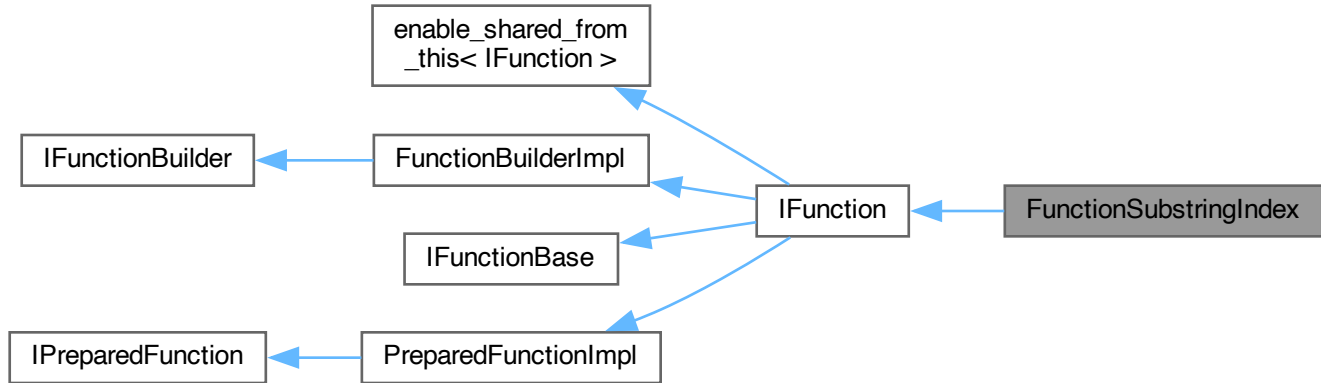 enable_shared_from
_this< IFunction >
IFunctionBuilder
FunctionBuilderImpl
IFunction
FunctionSubstringIndex
IFunctionBase
IPreparedFunction
PreparedFunctionImpl